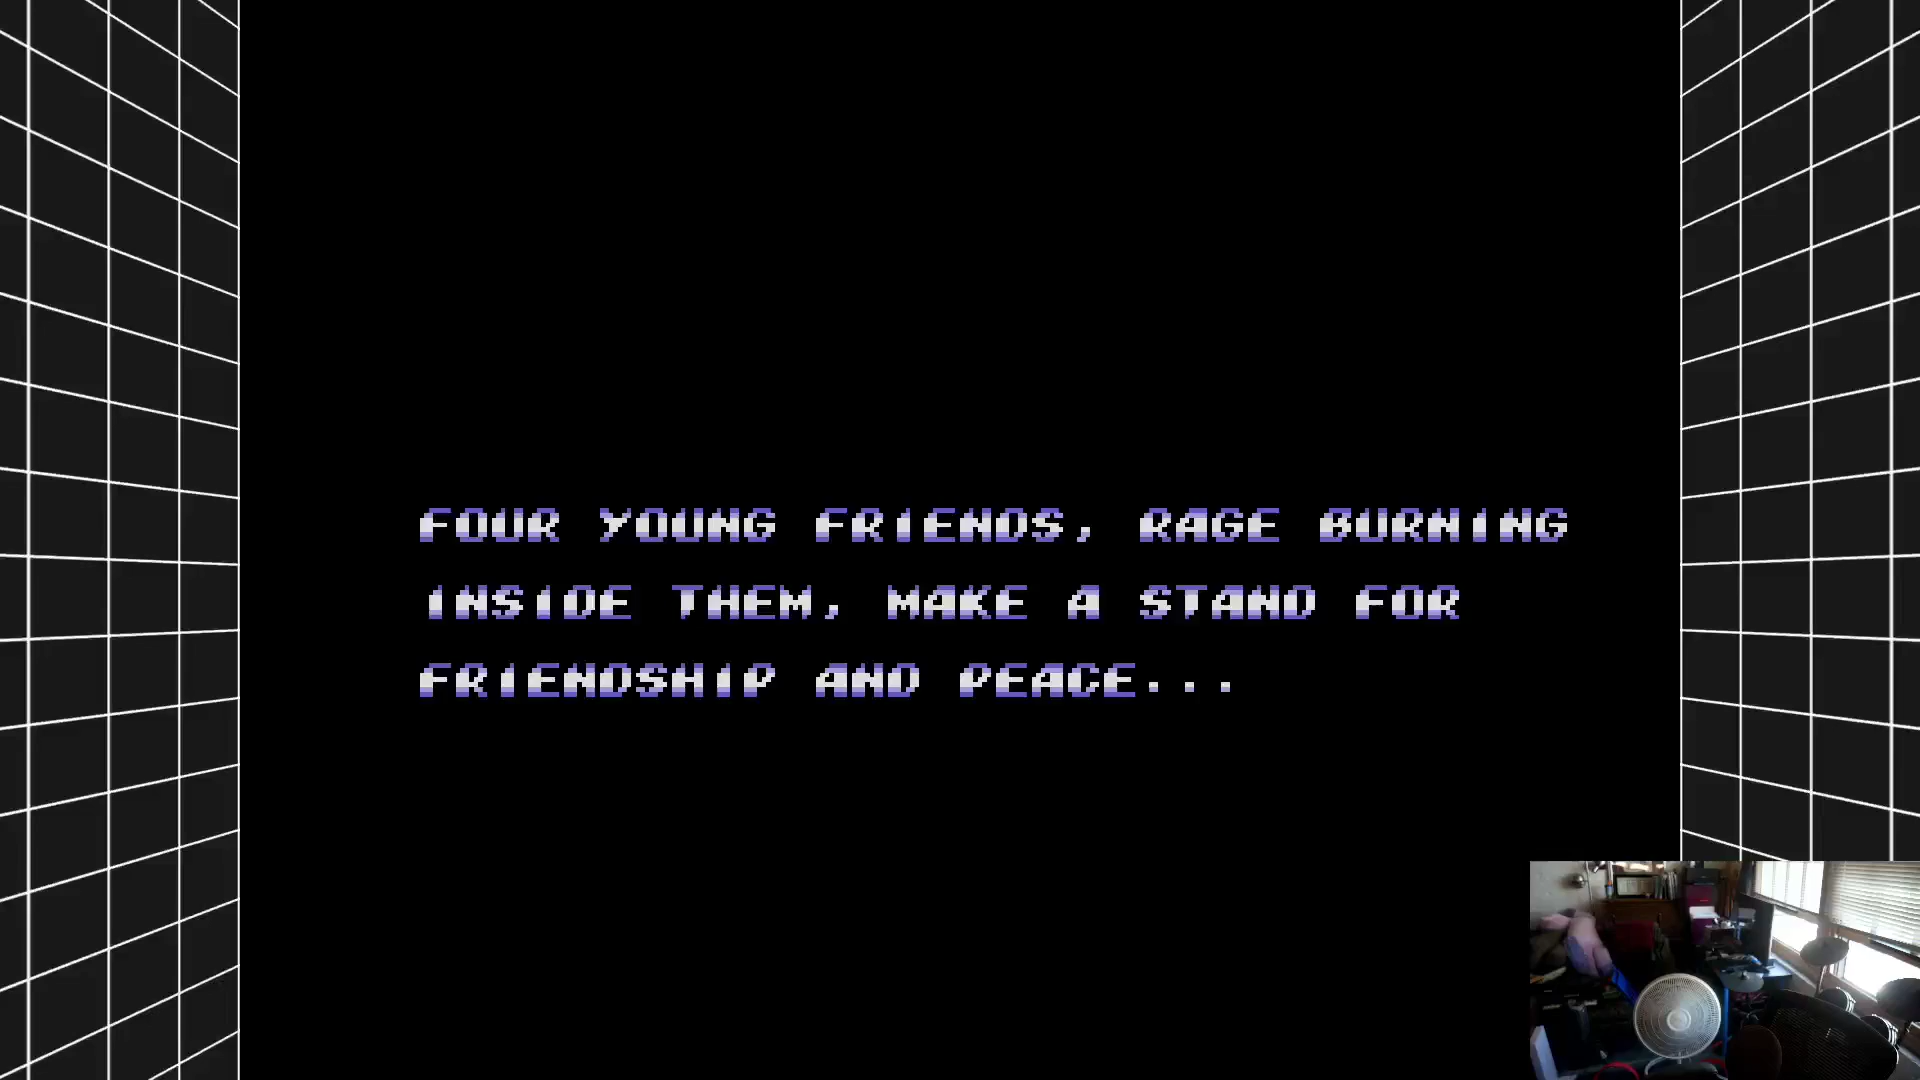 FOUR YOUNG FRIENDS, RAGE BURNING
INSIDE THEM, MAKE A STAND FOR
FRIENDSHIP AND PEACE...